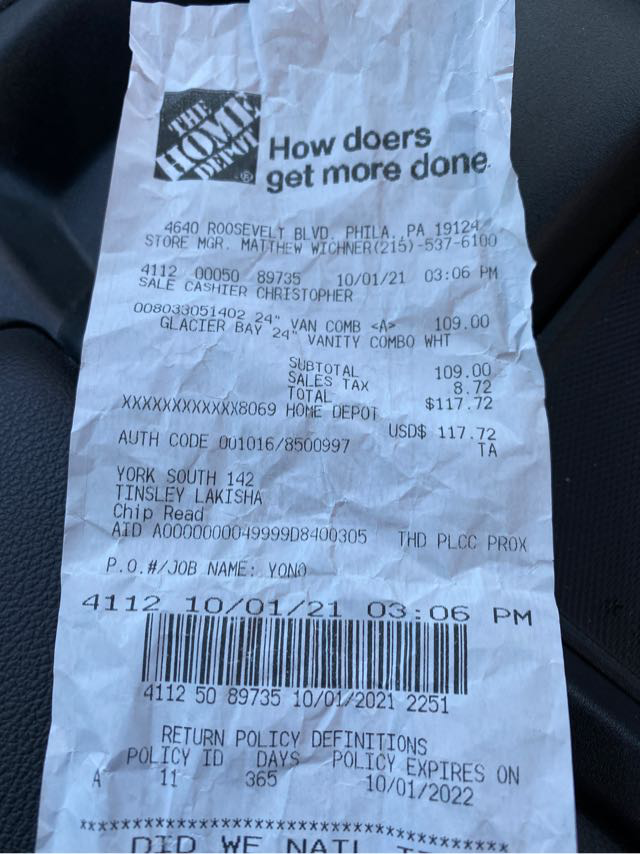 THE
HOME
DEPOT
®
How doers
get more done.
4640 ROOSEVELT BLVD. PHILA.,PA 19124
STORE MGR. MATTHEW WICHNER(215)-537-6100
4112 00050 89735 10/01/21 03:06 PM
SALE CASHIER CHRISTOPHER
008033051402 24" VAN COMB <A> 109.00
GLACIER BAY 24" VANITY COMBO WHT
SUBTOTAL 109.00
SALES TAX 8.72
TOTAL $117.72
XXXXXXXXXXXX8069 HOME DEPOT
USD$ 117.72
AUTH CODE 001016/8500997 TA
YORK SOUTH 142
TINSLEY LAKISHA
Chip Read
AID A0000000049999D8400305 THD PLCC PROX
P.O.#/JOB NAME: YONO
4112 10/01/21 03:06 PM
4112 50 89735 10/01/2021 2251
RETURN POLICY DEFINITIONS
POLICY ID DAYS POLICY EXPIRES ON
A 11 365 10/01/2022
****************************************
DID WE NAIL